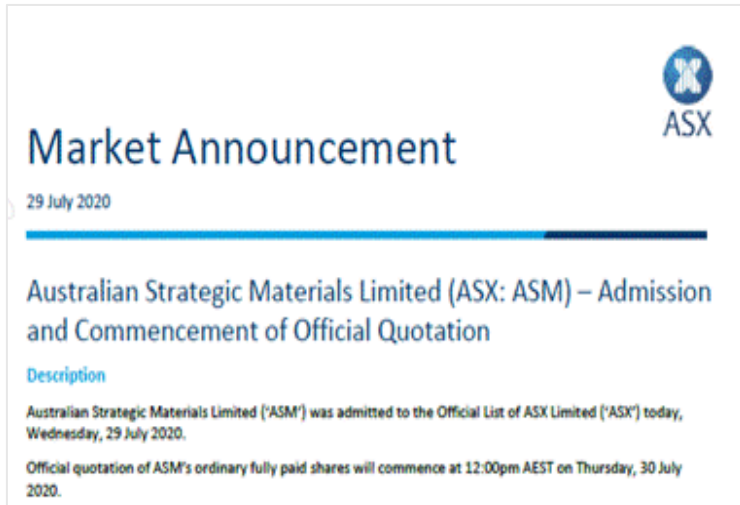 ASX
Market Announcement
29 July 2020
Australian Strategic Materials Limited (ASX: ASM) – Admission
and Commencement of Official Quotation
Description
Australian Strategic Materials Limited ('ASM') was admitted to the Official List of ASX Limited ('ASX') today,
Wednesday, 29 July 2020.
Official quotation of ASM's ordinary fully paid shares will commence at 12:00pm AEST on Thursday, 30 July
2020.